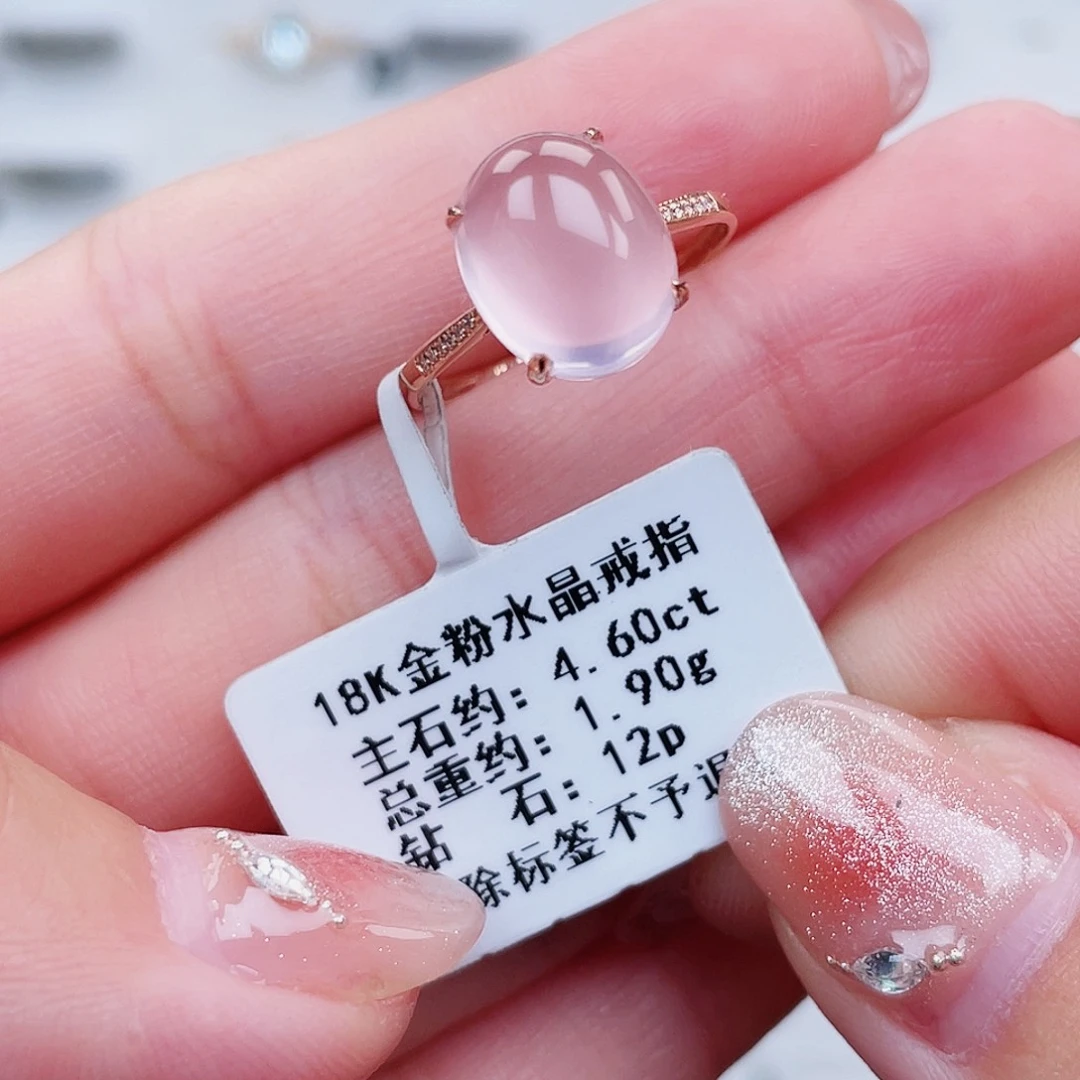 18K金粉水晶戒指
主石约: 4.60ct
总重约: 1.90g
钻 石: 12p
除标签不予退